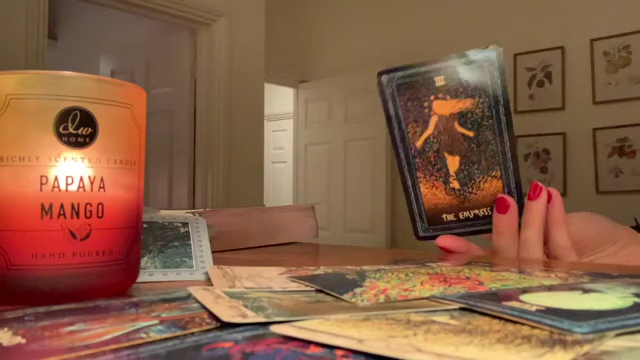 dw
HOME
RICHLY SCENTED CANDLE
PAPAYA
MANGO
HAND POURED
III
THE EMPRESS